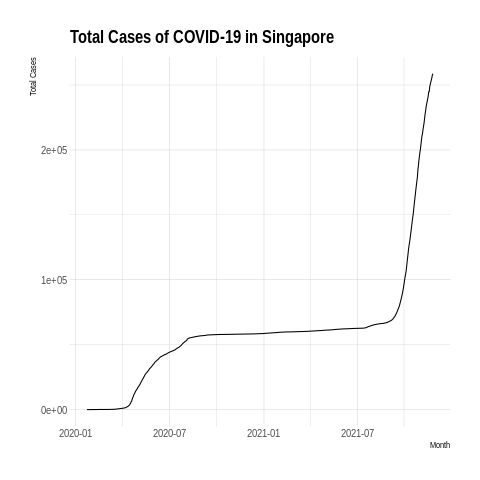 Total Cases of COVID-19 in Singapore
Total Cases
2e+05
1e+05
0e+00
2020-01 2020-07 2021-01 2021-07
Month